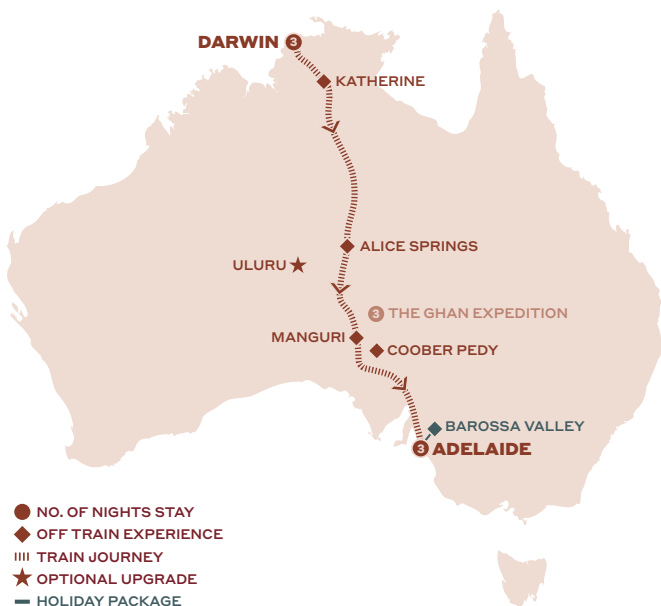 DARWIN 3
KATHERINE
ALICE SPRINGS
ULURU
3 THE GHAN EXPEDITION
MANGURI
COOBER PEDY
BAROSSA VALLEY
3 ADELAIDE
NO. OF NIGHTS STAY
OFF TRAIN EXPERIENCE
TRAIN JOURNEY
OPTIONAL UPGRADE
HOLIDAY PACKAGE